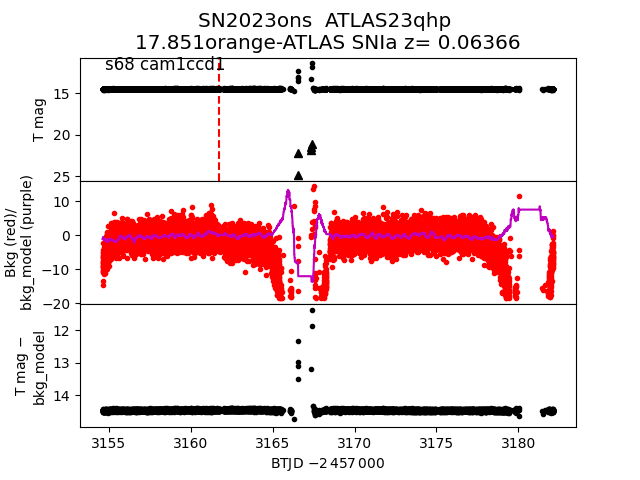 SN2023ons ATLAS23qhp
17.851orange-ATLAS SNIa z= 0.06366
s68 cam1ccd1
T mag
15
20
25
Bkg (red)/
bkg_model (purple)
10
0
−10
−20
T mag −
bkg_model
12
13
14
3155 3160 3165 3170 3175 3180
BTJD −2 457 000